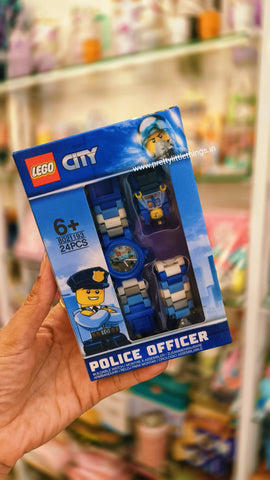 LEGO
CITY
www.prettylittlethings.in
6+
8021193
24PCS
POLICE OFFICER